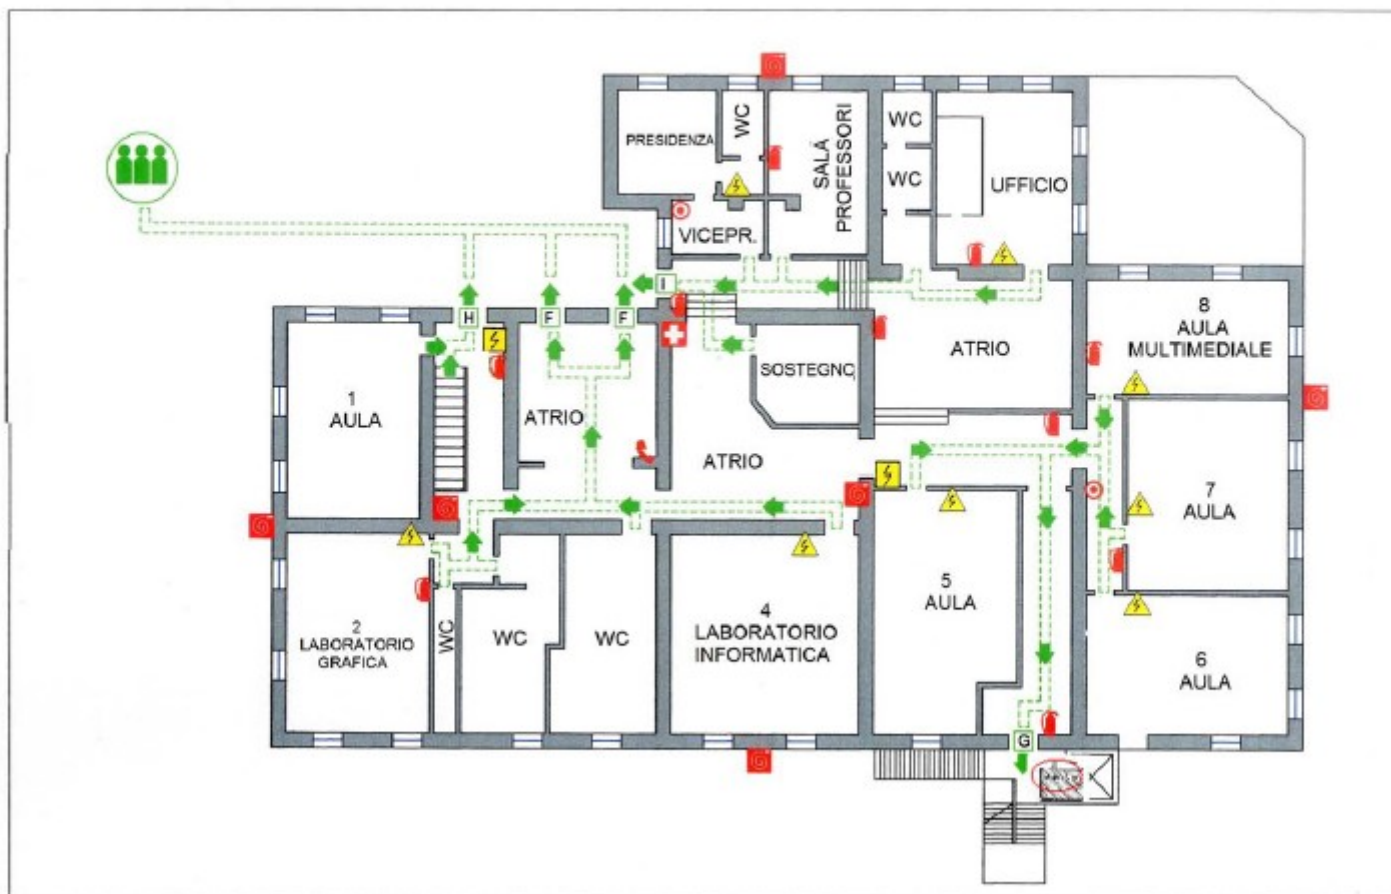 PRESIDENZA
WC
SALA
PROFESSORI
WC
WC
UFFICIO
VICEPR.
I
H
F
F
8
AULA
MULTIMEDIALE
ATRIO
SOSTEGNO
1
AULA
ATRIO
ATRIO
7
AULA
2
LABORATORIO
GRAFICA
WC
WC
WC
4
LABORATORIO
INFORMATICA
5
AULA
6
AULA
G